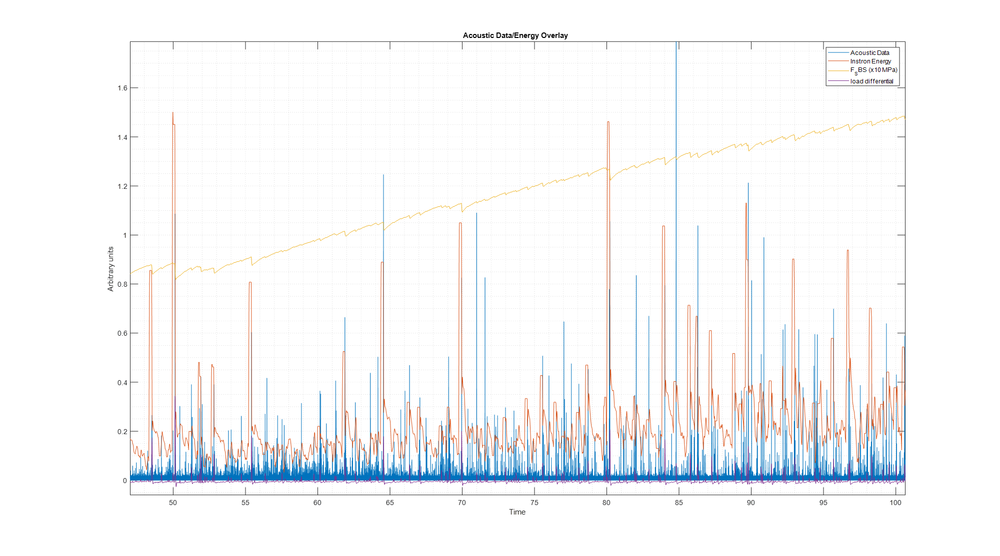 Acoustic Data/Energy Overlay
Acoustic Data
Instron Energy
FSBS (x10 MPa)
load differential
1.6
1.4
1.2
1
0.8
0.6
0.4
0.2
0
Arbitrary units
50 55 60 65 70 75 80 85 90 95 100
Time